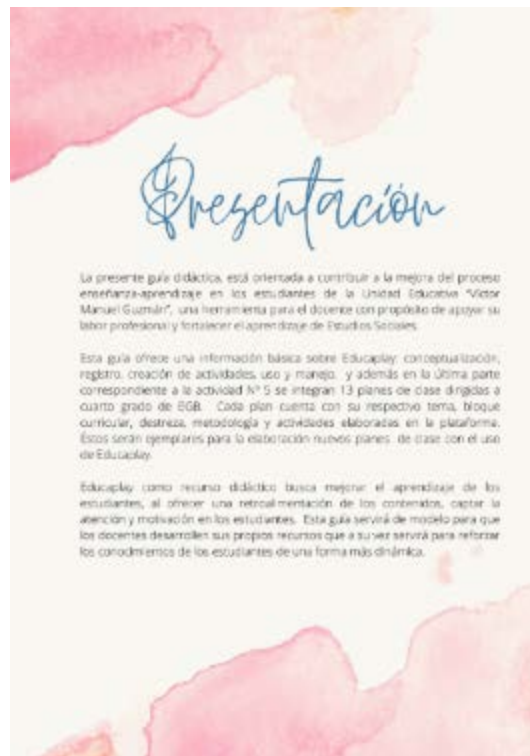 Presentación
La presente guía didáctica, está orientada a contribuir a la mejora del proceso
enseñanza-aprendizaje en los estudiantes de la Unidad Educativa "Víctor
Manuel Guzmán", una herramienta para el docente con propósito de apoyar su
labor profesional y fortalecer el aprendizaje de Estudios Sociales.
Esta guía ofrece una información básica sobre Educaplay: conceptualización,
registro, creación de actividades, uso y manejo, y además en la última parte
correspondiente a la actividad N° 5 se integran 13 planes de clase dirigidas a
cuarto grado de EGB. Cada plan cuenta con su respectivo tema, bloque
curricular, destreza, metodología y actividades elaboradas en la plataforma.
Éstos serán ejemplares para la elaboración nuevos planes de clase con el uso
de Educaplay.
Educaplay como recurso didáctico busca mejorar el aprendizaje de los
estudiantes, al ofrecer una retroalimentación de los contenidos, captar la
atención y motivación en los estudiantes. Esta guía servirá de modelo para que
los docentes desarrollen sus propios recursos que a su vez servirá para reforzar
los conocimientos de los estudiantes de una forma más dinámica.